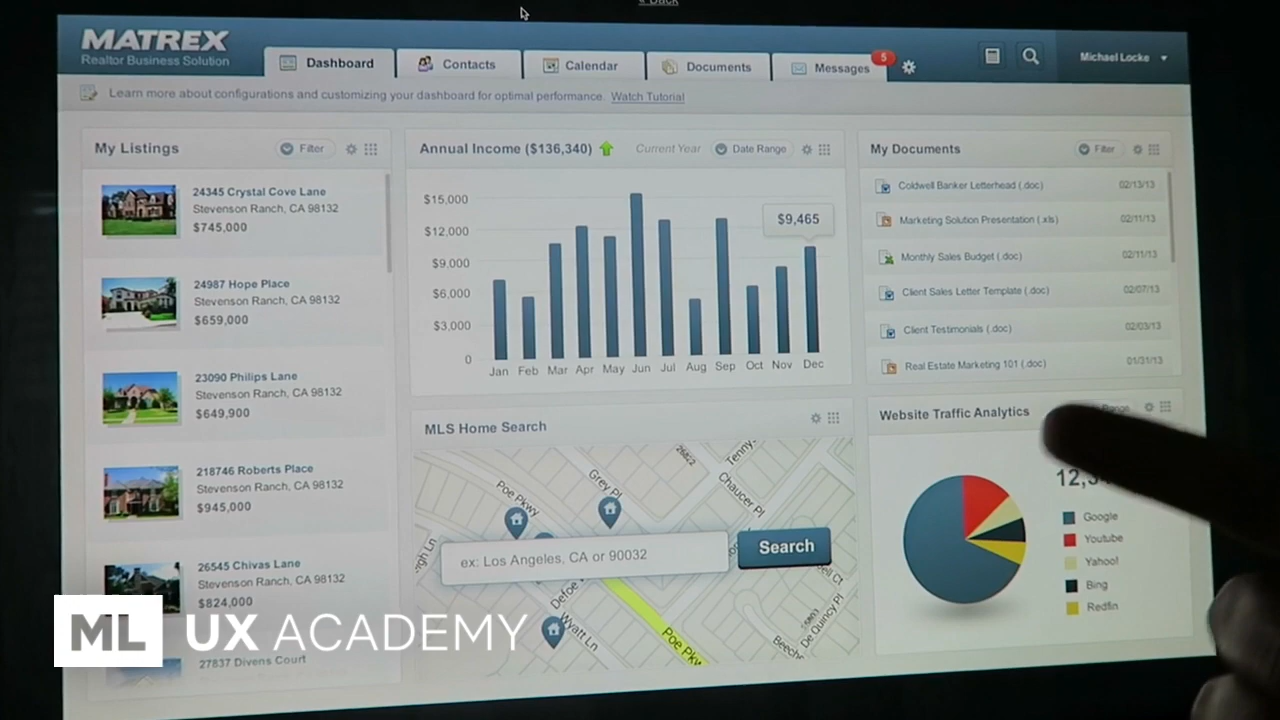 « Back
MATREX
Realtor Business Solution
Dashboard
Contacts
Calendar
Documents
Messages
5
Michael Locke
Learn more about configurations and customizing your dashboard for optimal performance. Watch Tutorial
My Listings
Filter
24345 Crystal Cove Lane
Stevenson Ranch, CA 98132
$745,000
24987 Hope Place
Stevenson Ranch, CA 98132
$659,000
23090 Philips Lane
Stevenson Ranch, CA 98132
$649,900
218746 Roberts Place
Stevenson Ranch, CA 98132
$945,000
26545 Chivas Lane
Stevenson Ranch, CA 98132
$824,000
27837 Divens Court
Annual Income ($136,340)
Current Year
Date Range
$15,000
$12,000
$9,000
$6,000
$3,000
0
$9,465
Jan Feb Mar Apr May Jun Jul Aug Sep Oct Nov Dec
MLS Home Search
Poe Pkwy
Grey Pl
Chaucer Pl
Defoe
Wyatt Ln
Poe Pkw
De Quincy Pl
ex: Los Angeles, CA or 90032
Search
My Documents
Filter
Coldwell Banker Letterhead (.doc) 02/13/13
Marketing Solution Presentation (.xls) 02/11/13
Monthly Sales Budget (.doc) 02/11/13
Client Sales Letter Template (.doc) 02/07/13
Client Testimonials (.doc) 02/03/13
Real Estate Marketing 101 (.doc) 01/31/13
Website Traffic Analytics
Google
Youtube
Yahoo!
Bing
Redfin
ML UX ACADEMY